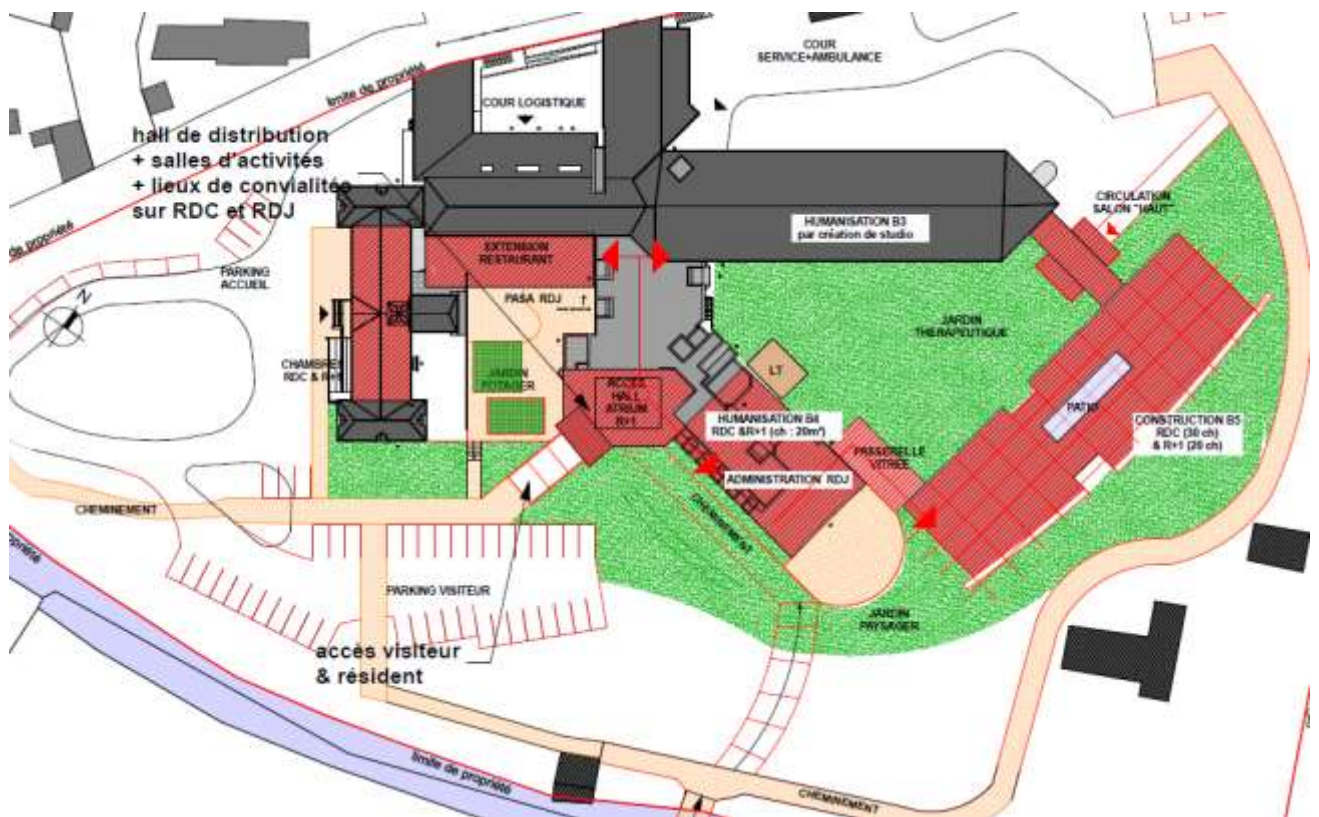 COUR
SERVICE+AMBULANCE
limite de propriété
COUR LOGISTIQUE
hall de distribution
+ salles d'activités
+ lieux de convialités
sur RDC et RDJ
CIRCULATION
SALON "HAUT"
HUMANISATION B3
par création de studio
EXTENSION
RESTAURANT
PARKING
ACCUEIL
N
PASA RDJ
JARDIN
THERAPEUTIQUE
CHAMBRE
RDC & R+1
JARDIN
POTAGER
LT
ACCES
HALL
ATRIUM
R+1
PATIO
HUMANISATION B4
RDC &R+1 (ch : 20m²)
CONSTRUCTION B5
RDC (30 ch)
& R+1 (20 ch)
PASSERELLE
VITREE
ADMINISTRATION RDJ
CHEMINEMENT
CHEMINEMENT
PARKING VISITEUR
JARDIN
PAYSAGER
accès visiteur
& résident
limite de propriété
CHEMINEMENT